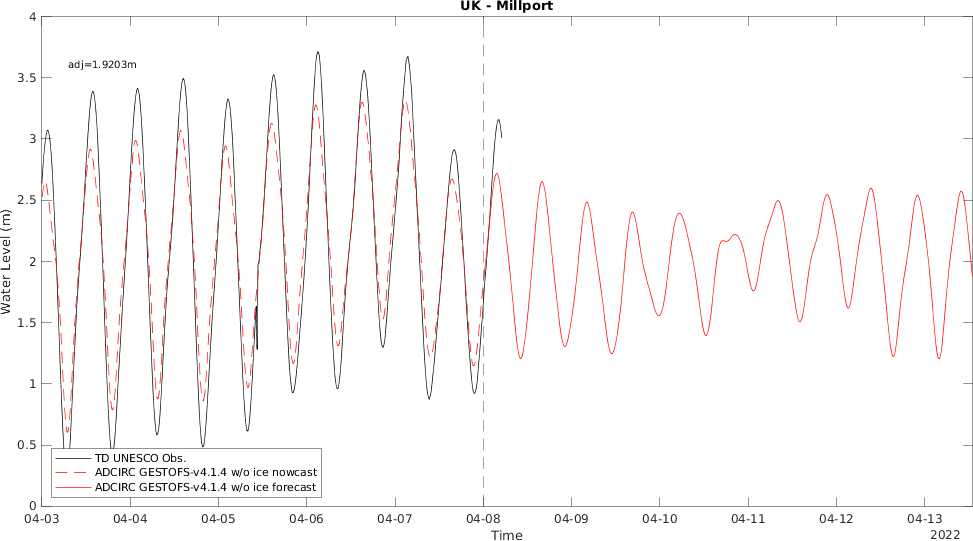 UK - Millport
adj=1.9203m
Water Level (m)
4
3.5
3
2.5
2
1.5
1
0.5
0
TD UNESCO Obs.
ADCIRC GESTOFS-v4.1.4 w/o ice nowcast
ADCIRC GESTOFS-v4.1.4 w/o ice forecast
04-03 04-04 04-05 04-06 04-07 04-08 04-09 04-10 04-11 04-12 04-13
Time
2022